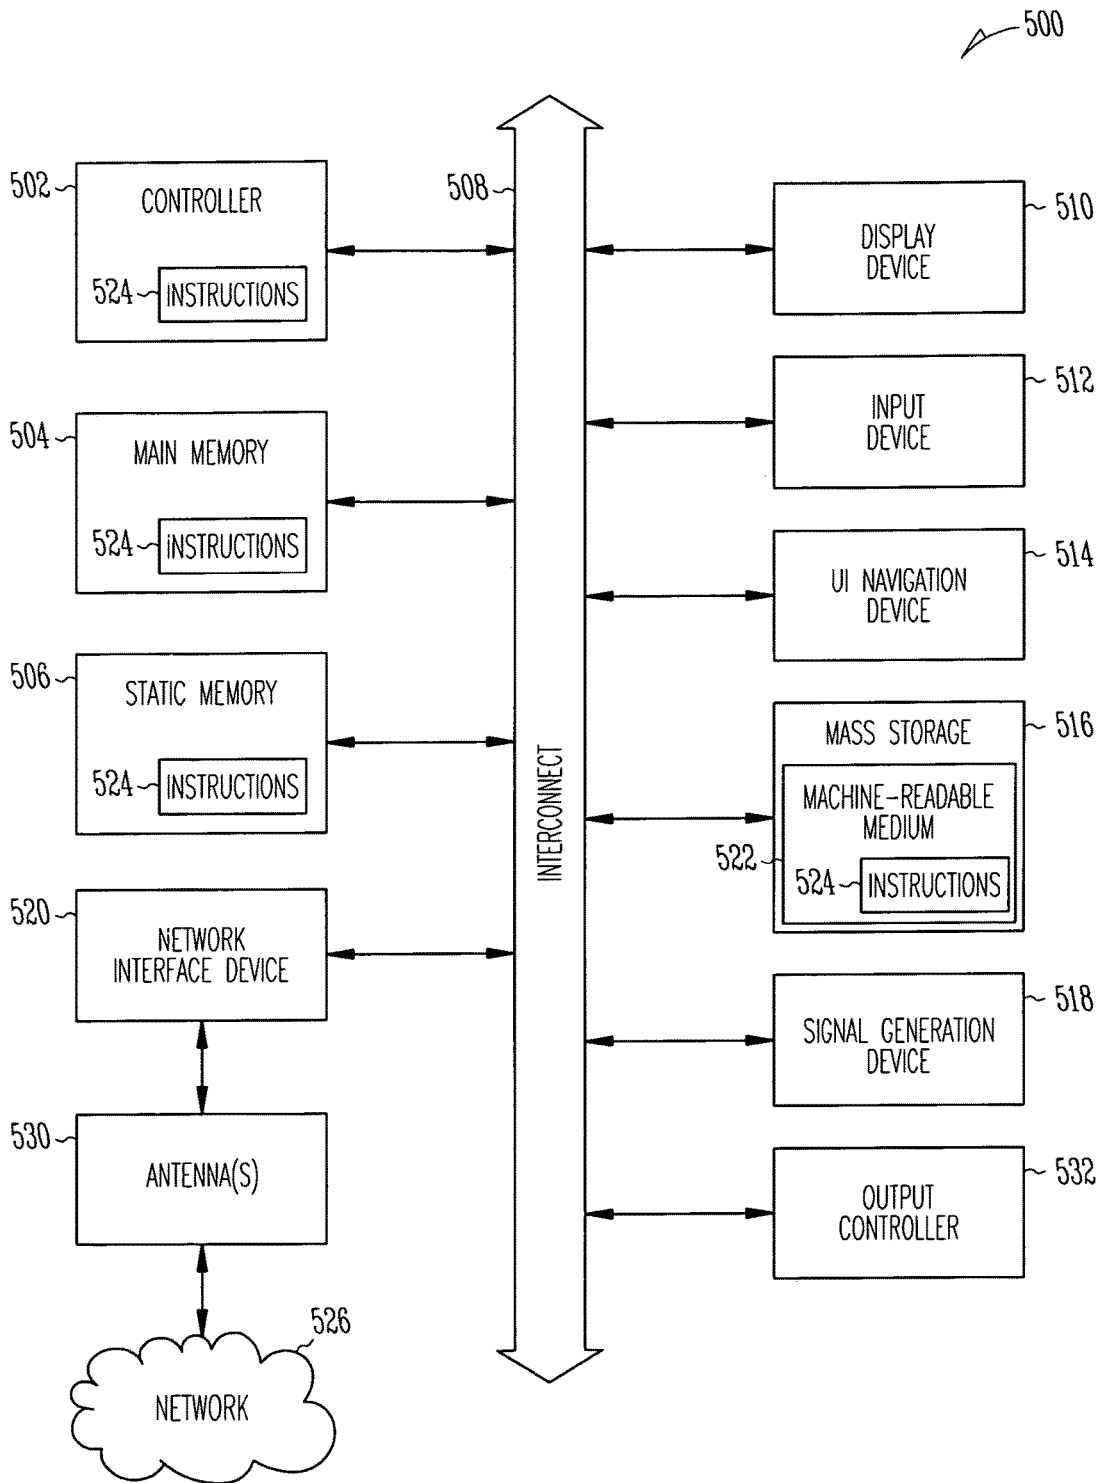 500
502
CONTROLLER
524
INSTRUCTIONS
504
MAIN MEMORY
524
INSTRUCTIONS
506
STATIC MEMORY
524
INSTRUCTIONS
520
NETWORK
INTERFACE DEVICE
530
ANTENNA(S)
526
NETWORK
508
INTERCONNECT
510
DISPLAY
DEVICE
512
INPUT
DEVICE
514
UI NAVIGATION
DEVICE
516
MASS STORAGE
MACHINE-READABLE
MEDIUM
522
524
INSTRUCTIONS
518
SIGNAL GENERATION
DEVICE
532
OUTPUT
CONTROLLER